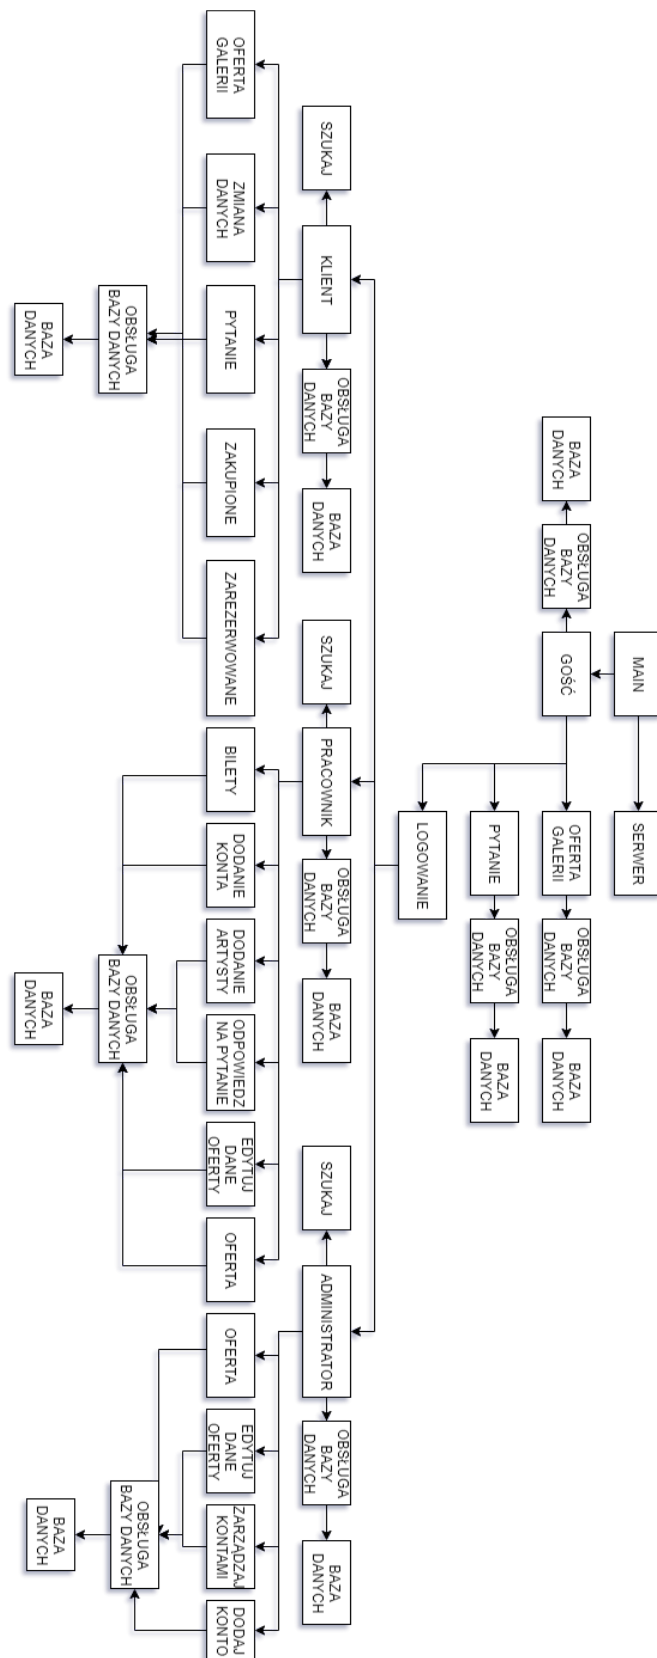 MAIN
SERWER
BAZA
DANYCH
OBSŁUGA
BAZY
DANYCH
GOŚĆ
OFERTA
GALERII
OBSŁUGA
BAZY
DANYCH
BAZA
DANYCH
PYTANIE
OBSŁUGA
BAZY
DANYCH
BAZA
DANYCH
LOGOWANIE
SZUKAJ
KLIENT
OBSŁUGA
BAZY
DANYCH
BAZA
DANYCH
SZUKAJ
PRACOWNIK
OBSŁUGA
BAZY
DANYCH
BAZA
DANYCH
SZUKAJ
ADMINISTRATOR
OBSŁUGA
BAZY
DANYCH
BAZA
DANYCH
OFERTA
GALERII
ZMIANA
DANYCH
PYTANIE
ZAKUPIONE
ZAREZERWOWANE
BILETY
DODANIE
KONTA
DODANIE
ARTYSTY
ODPOWIEDZ
NA PYTANIE
EDYTUJ
DANE
OFERTY
OFERTA
OFERTA
EDYTUJ
DANE
OFERTY
ZARZĄDZAJ
KONTAMI
DODAJ
KONTO
OBSŁUGA
BAZY DANYCH
OBSŁUGA
BAZY DANYCH
OBSŁUGA
BAZY DANYCH
BAZA
DANYCH
BAZA
DANYCH
BAZA
DANYCH